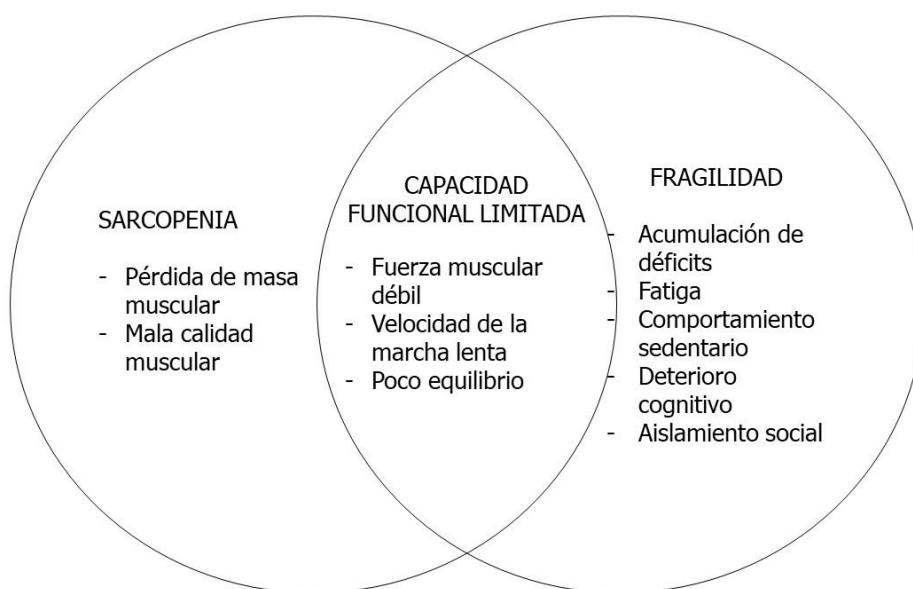 SARCOPENIA
- Pérdida de masa
muscular
- Mala calidad
muscular
CAPACIDAD
FUNCIONAL LIMITADA
- Fuerza muscular
débil
- Velocidad de la
marcha lenta
- Poco equilibrio
FRAGILIDAD
- Acumulación de
déficits
- Fatiga
- Comportamiento
sedentario
- Deterioro
cognitivo
- Aislamiento social